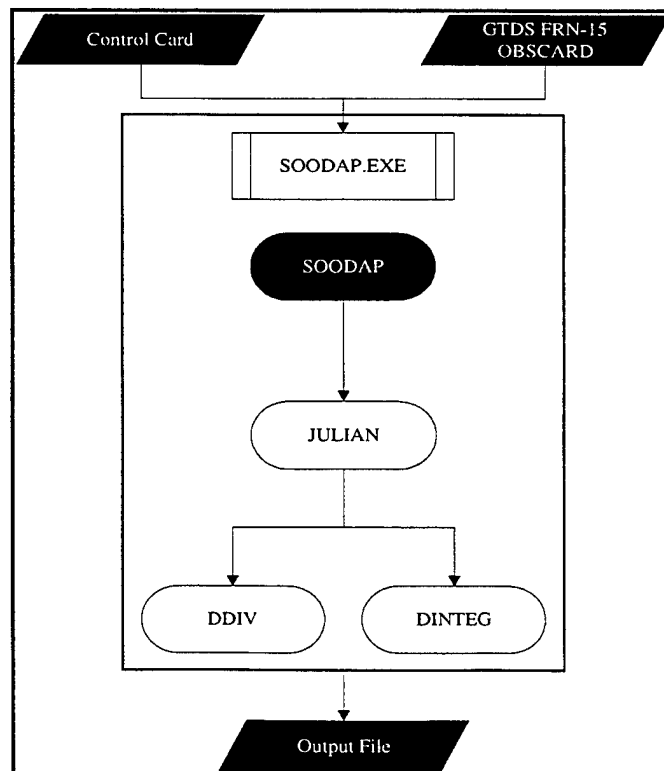 Control Card
GTDS FRN-15
OBSCARD
SOODAP.EXE
SOODAP
JULIAN
DDIV
DINTEG
Output File